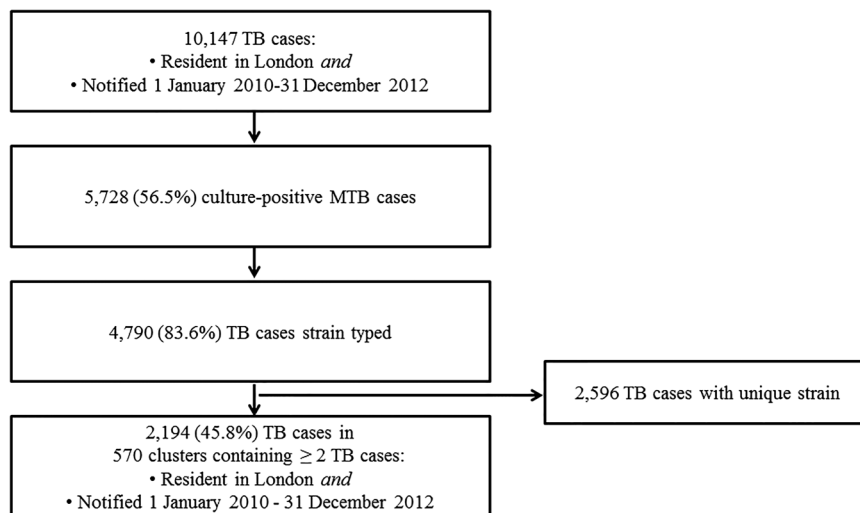 10,147 TB cases:
• Resident in London and
• Notified 1 January 2010-31 December 2012
5,728 (56.5%) culture-positive MTB cases
4,790 (83.6%) TB cases strain typed
2,596 TB cases with unique strain
2,194 (45.8%) TB cases in
570 clusters containing ≥ 2 TB cases:
• Resident in London and
• Notified 1 January 2010 - 31 December 2012